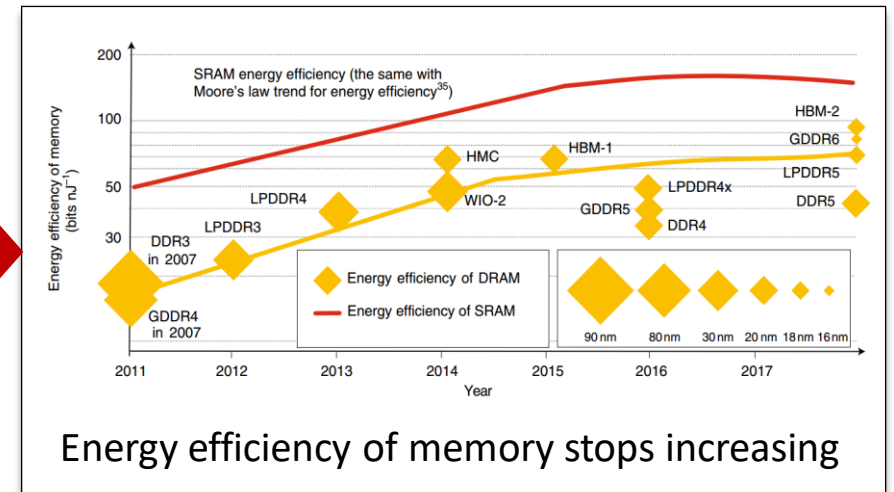 200
100
50
30
Energy efficiency of memory
(bits nJ⁻¹)
SRAM energy efficiency (the same with
Moore's law trend for energy efficiency³⁵)
HBM-2
GDDR6
HMC
HBM-1
LPDDR5
LPDDR4
WIO-2
LPDDR4x
DDR5
GDDR5
DDR4
LPDDR3
DDR3
in 2007
GDDR4
in 2007
Energy efficiency of DRAM
Energy efficiency of SRAM
90 nm 80 nm 30 nm 20 nm 18 nm 16 nm
2011 2012 2013 2014 2015 2016 2017
Year
Energy efficiency of memory stops increasing